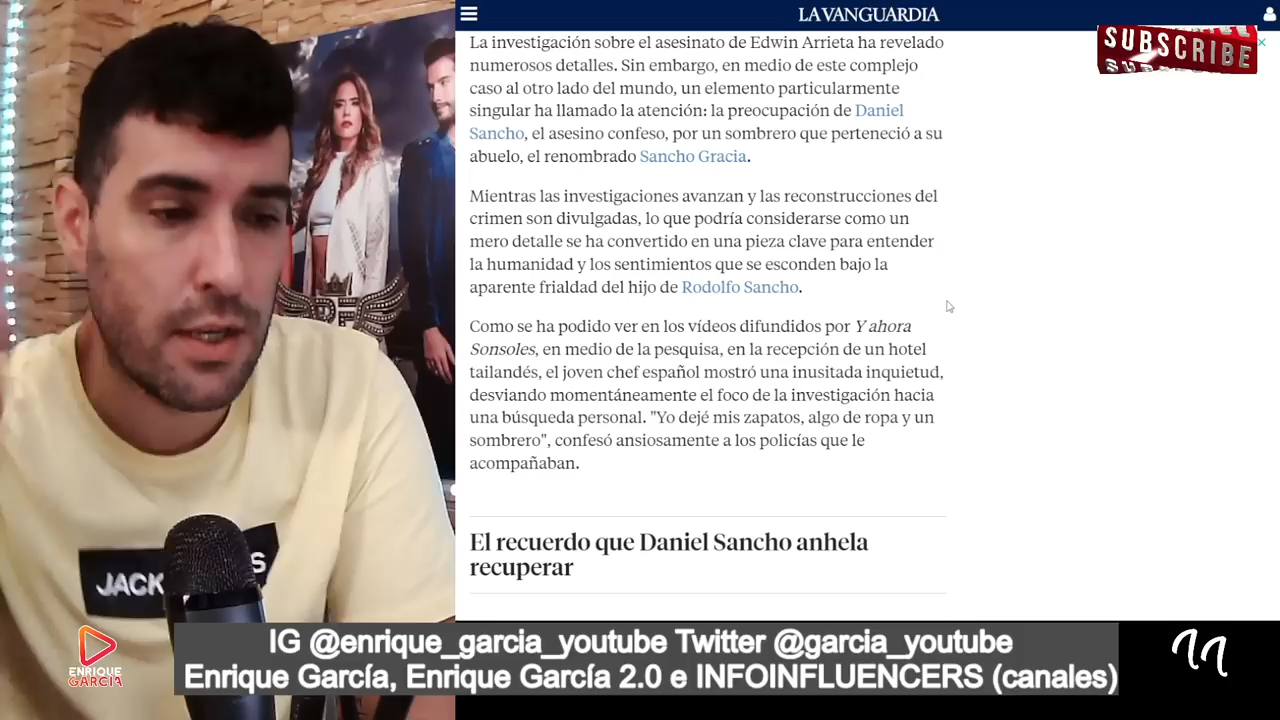 LA VANGUARDIA
SUBSCRIBE
La investigación sobre el asesinato de Edwin Arrieta ha revelado
numerosos detalles. Sin embargo, en medio de este complejo
caso al otro lado del mundo, un elemento particularmente
singular ha llamado la atención: la preocupación de Daniel
Sancho, el asesino confeso, por un sombrero que perteneció a su
abuelo, el renombrado Sancho Gracia.
Mientras las investigaciones avanzan y las reconstrucciones del
crimen son divulgadas, lo que podría considerarse como un
mero detalle se ha convertido en una pieza clave para entender
la humanidad y los sentimientos que se esconden bajo la
aparente frialdad del hijo de Rodolfo Sancho.
Como se ha podido ver en los vídeos difundidos por Y ahora
Sonsoles, en medio de la pesquisa, en la recepción de un hotel
tailandés, el joven chef español mostró una inusitada inquietud,
desviando momentáneamente el foco de la investigación hacia
una búsqueda personal. "Yo dejé mis zapatos, algo de ropa y un
sombrero", confesó ansiosamente a los policías que le
acompañaban.
El recuerdo que Daniel Sancho anhela
recuperar
JACK
S
ENRIQUE
GARCÍA
IG @enrique_garcia_youtube Twitter @garcia_youtube
Enrique García, Enrique García 2.0 e INFOINFLUENCERS (canales)